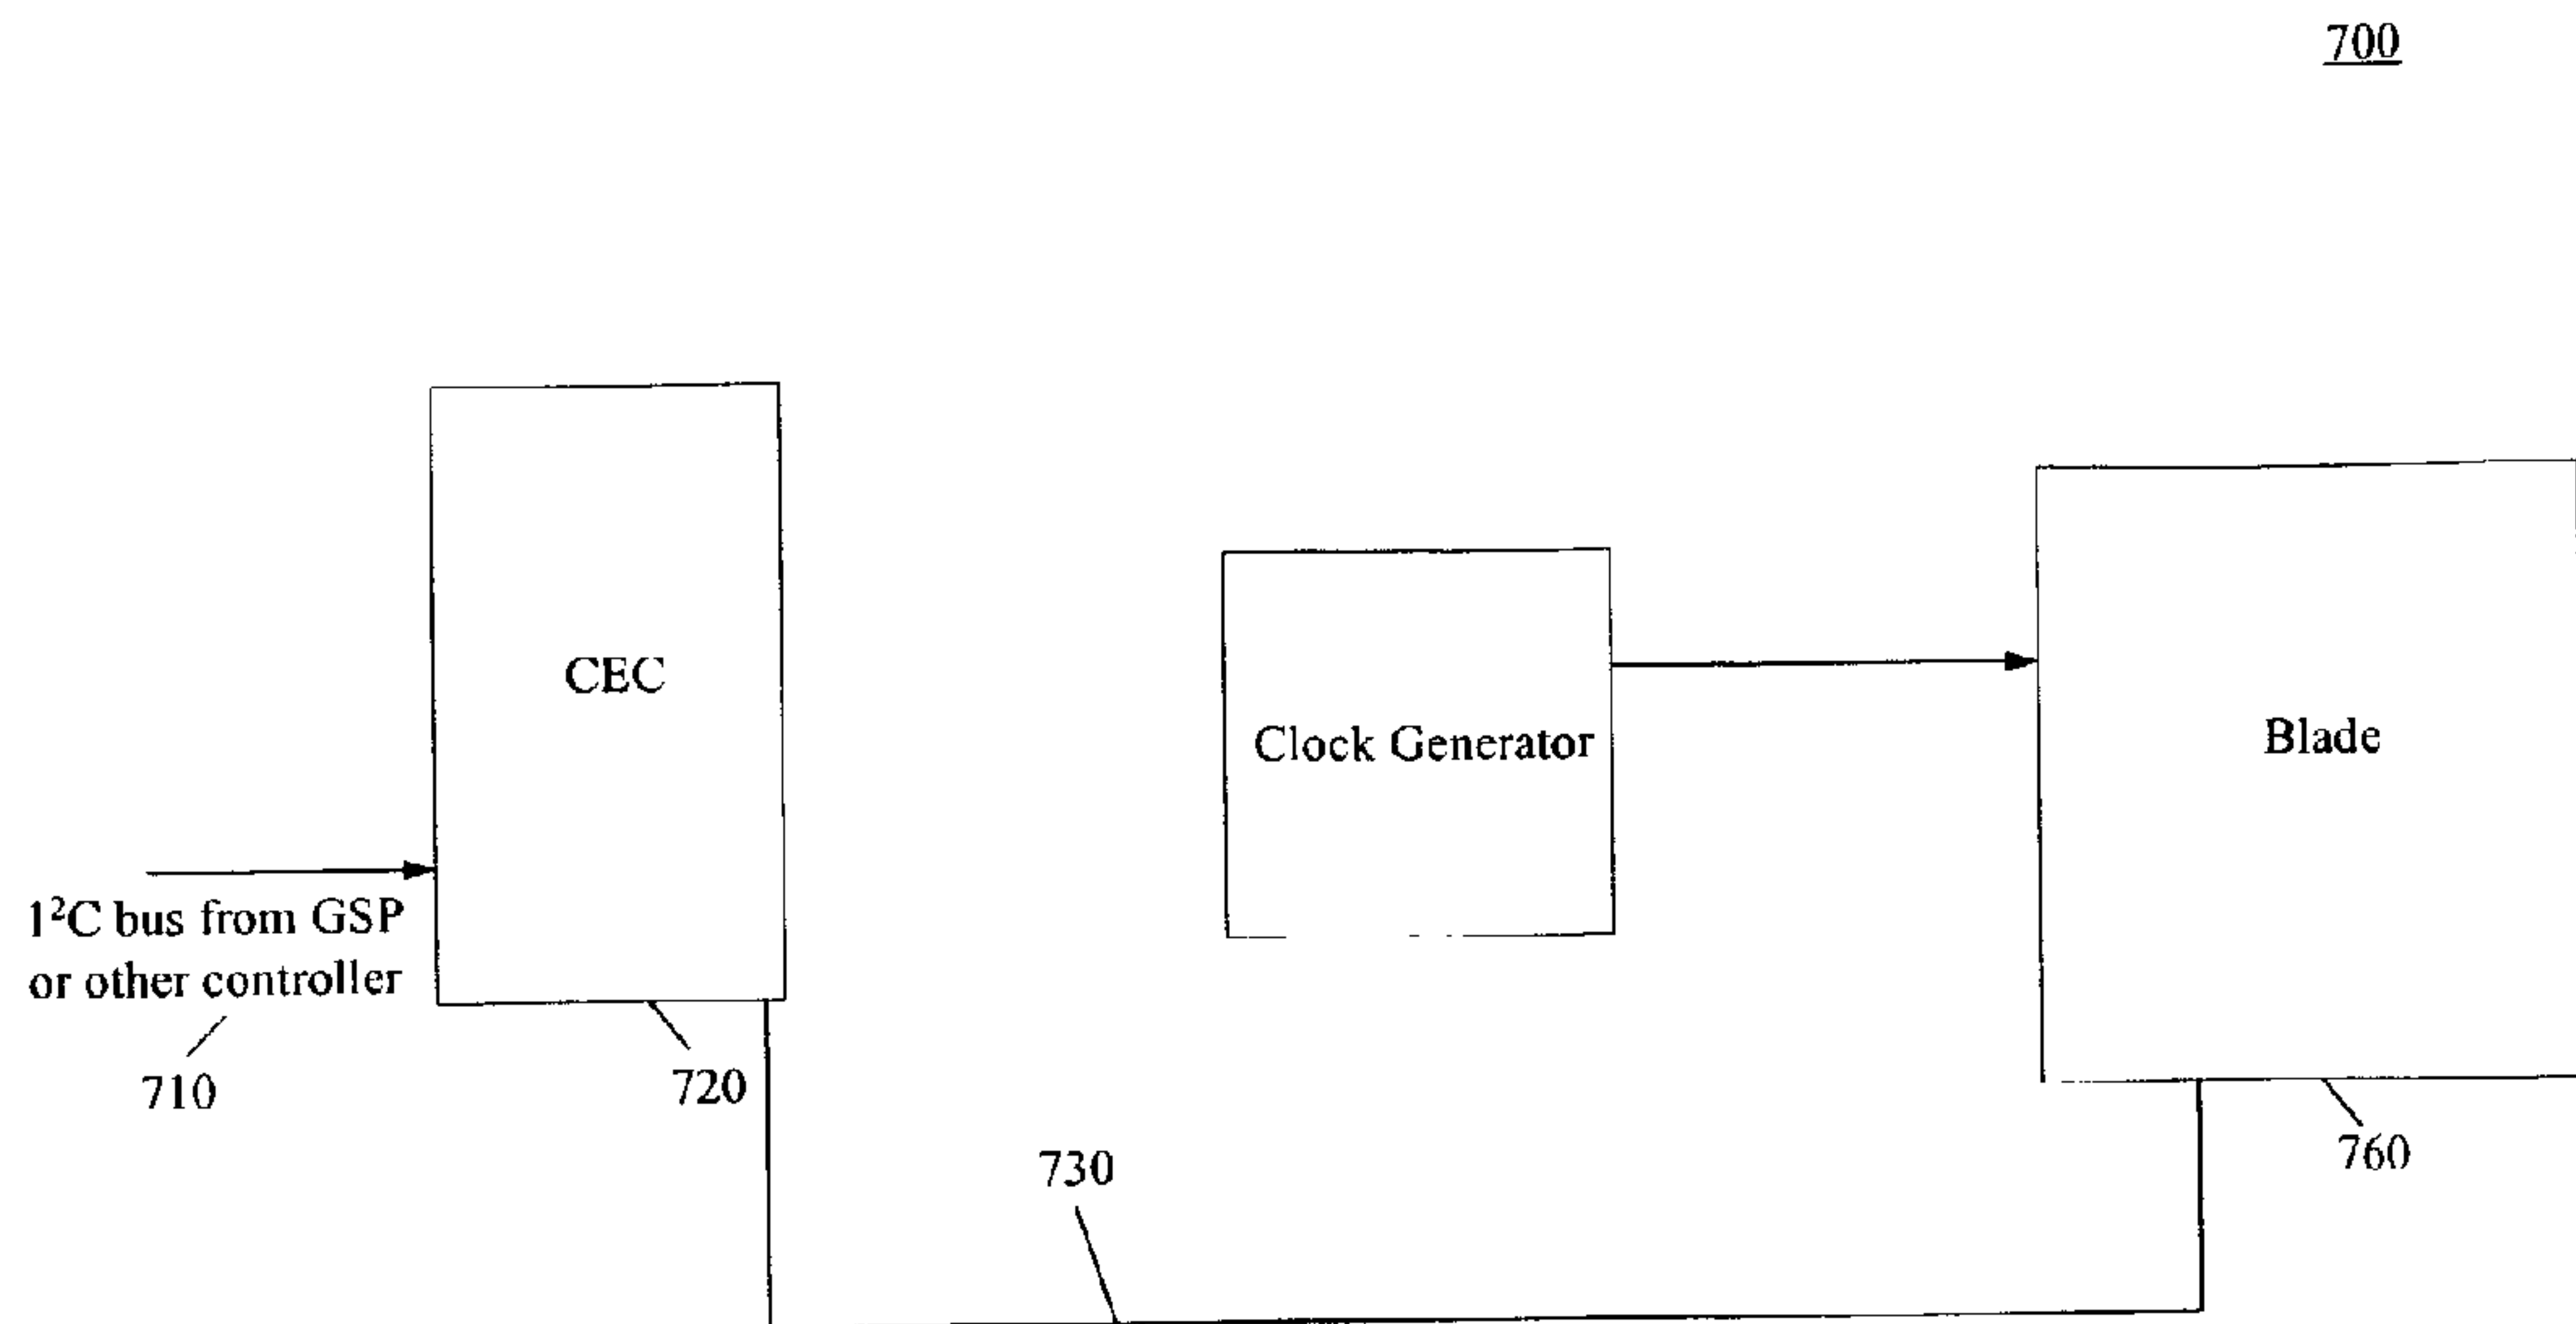 700
CEC
Clock Generator
Blade
1²C bus from GSP
or other controller
710
720
730
760